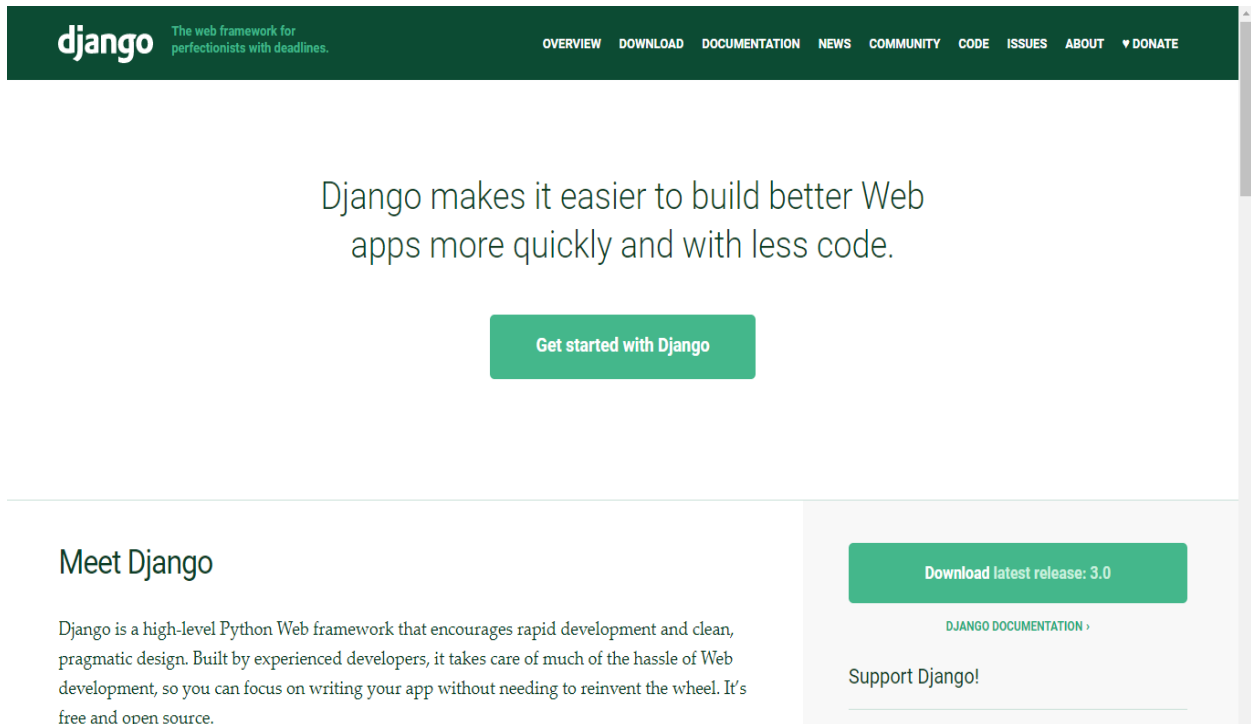 django
The web framework for
perfectionists with deadlines.
OVERVIEW DOWNLOAD DOCUMENTATION NEWS COMMUNITY CODE ISSUES ABOUT ♥ DONATE
Django makes it easier to build better Web
apps more quickly and with less code.
Get started with Django
Meet Django
Django is a high-level Python Web framework that encourages rapid development and clean,
pragmatic design. Built by experienced developers, it takes care of much of the hassle of Web
development, so you can focus on writing your app without needing to reinvent the wheel. It’s
free and open source.
Download latest release: 3.0
DJANGO DOCUMENTATION ›
Support Django!